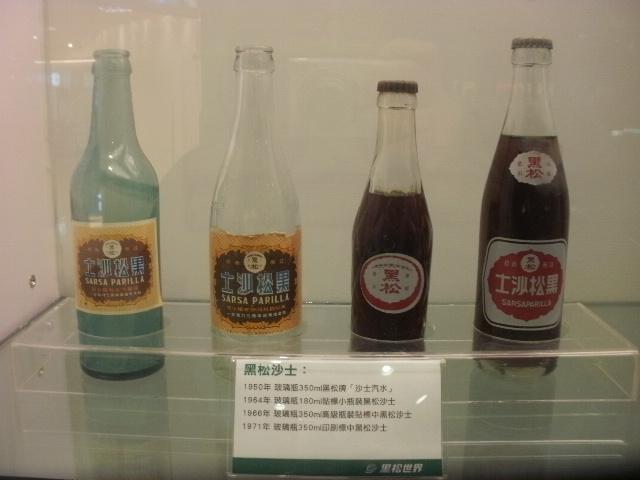 士沙松黑
SARSA PARILLA
士沙松黑
SARSA PARILLA
黑松
黑松
士沙松黑
SARSAPARILLA
黑松沙士：
1950年 玻璃瓶350ml黑松牌「沙士汽水」
1964年 玻璃瓶180ml貼標小瓶裝黑松沙士
1966年 玻璃瓶350ml高級瓶裝貼標中黑松沙士
1971年 玻璃瓶350ml印刷標中黑松沙士
黑松世界